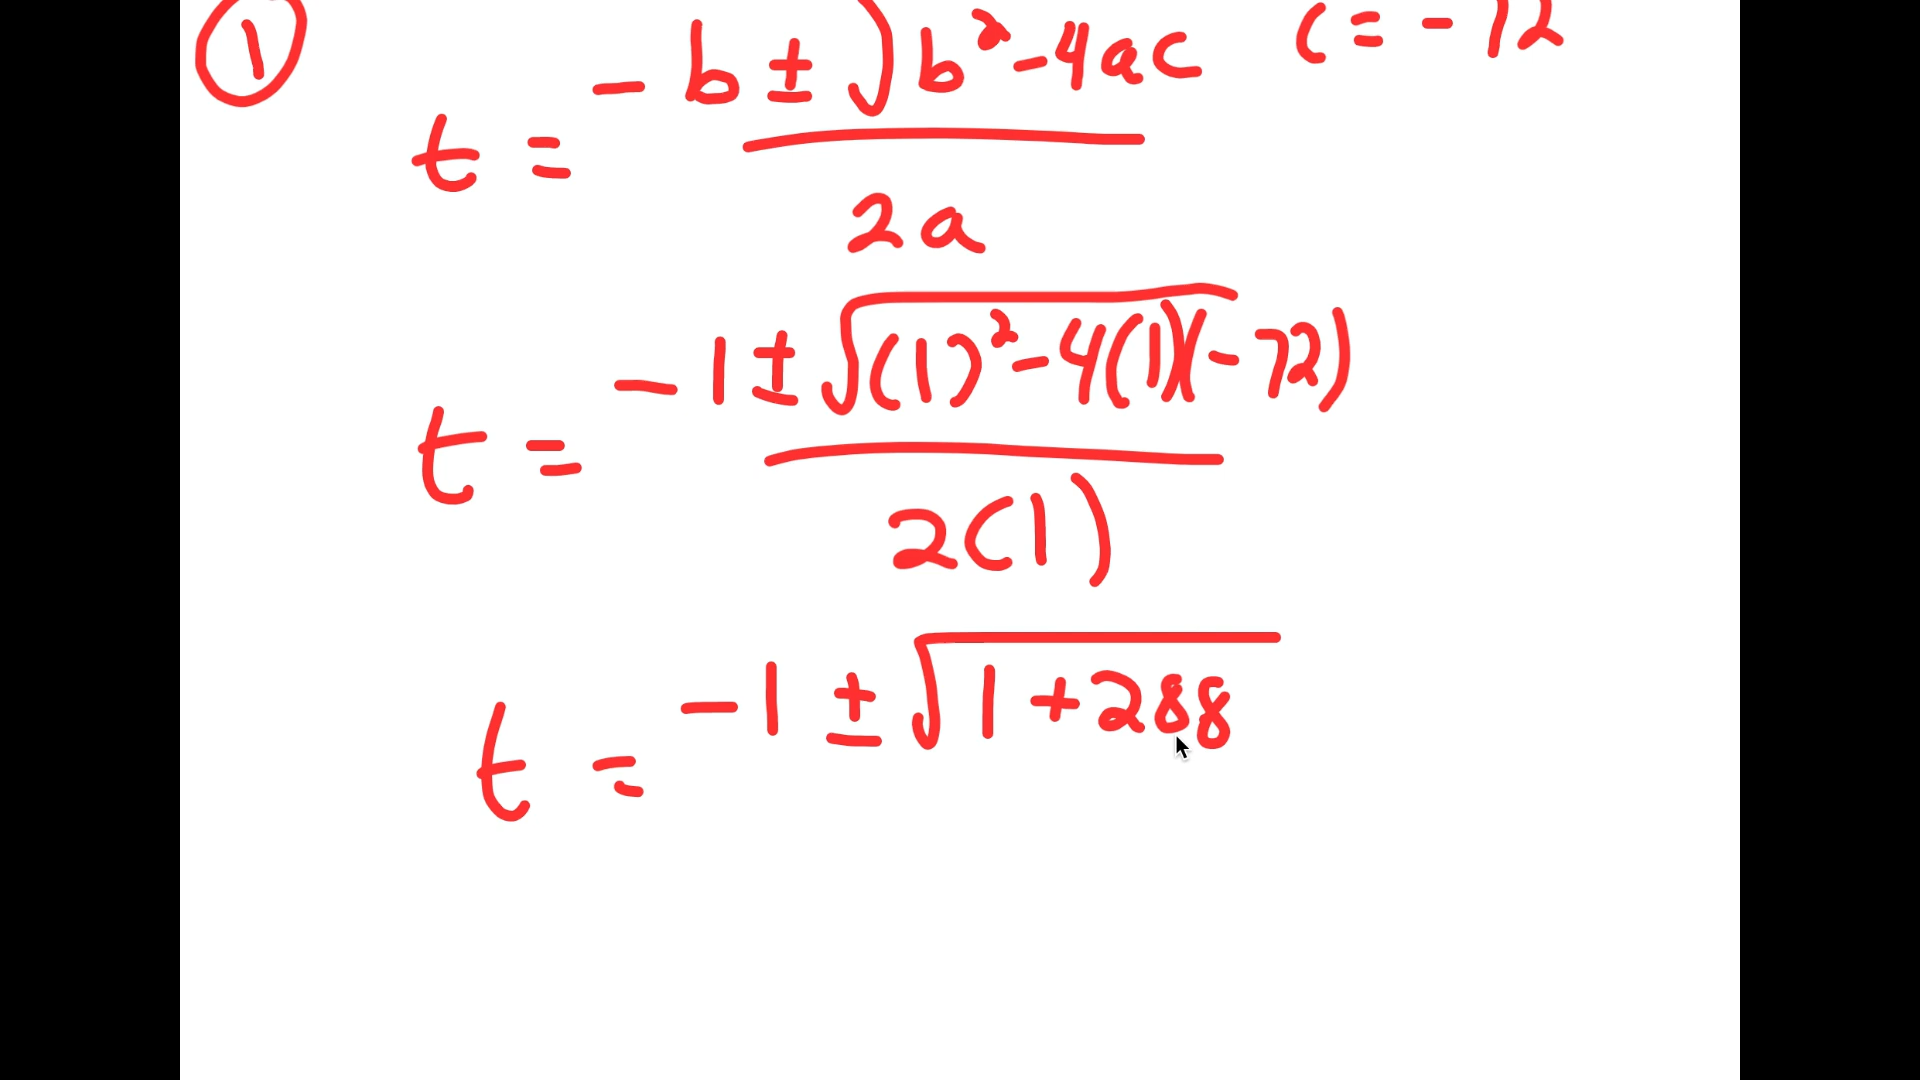 ① t = -b ± √b²-4ac / 2a c = -72
t = -1 ± √(1)²-4(1)(-72) / 2(1)
t = -1 ± √1+288